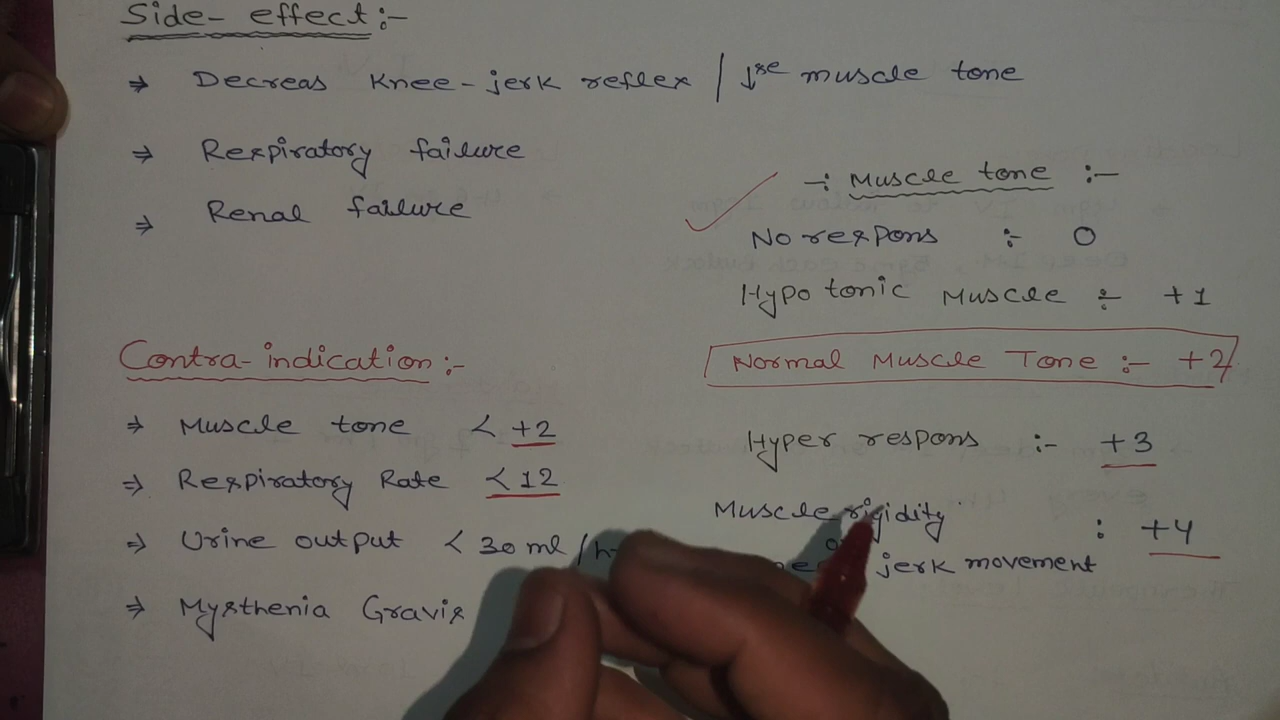 Side- effect:-
⇒ Decreas Knee-jerk reflex / ↓se muscle tone
⇒ Respiratory failure
⇒ Renal failure
-: Muscle tone :-
No respons :- 0
Hypotonic Muscle :- +1
Normal Muscle Tone :- +2
Hyper respons :- +3
Muscle rigidity : +4
jerk movement
Contra-indication:-
⇒ Muscle tone < +2
⇒ Respiratory Rate < 12
⇒ Urine output < 30 ml/h
⇒ Mysthenia Gravis